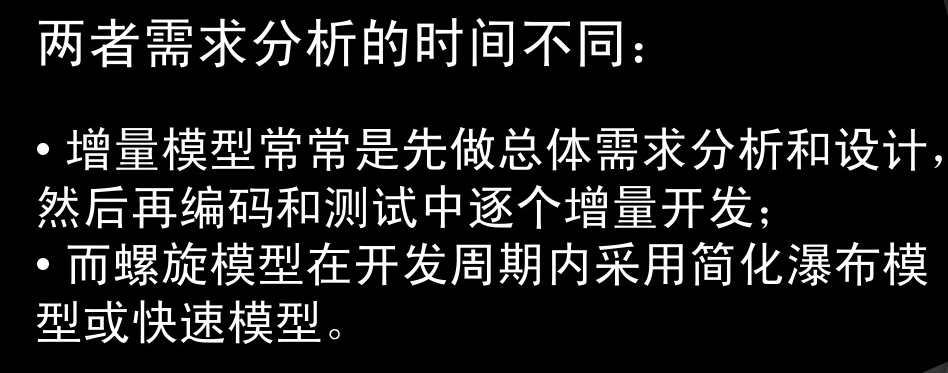 两者需求分析的时间不同：
• 增量模型常常是先做总体需求分析和设计，
然后再编码和测试中逐个增量开发；
• 而螺旋模型在开发周期内采用简化瀑布模
型或快速模型。